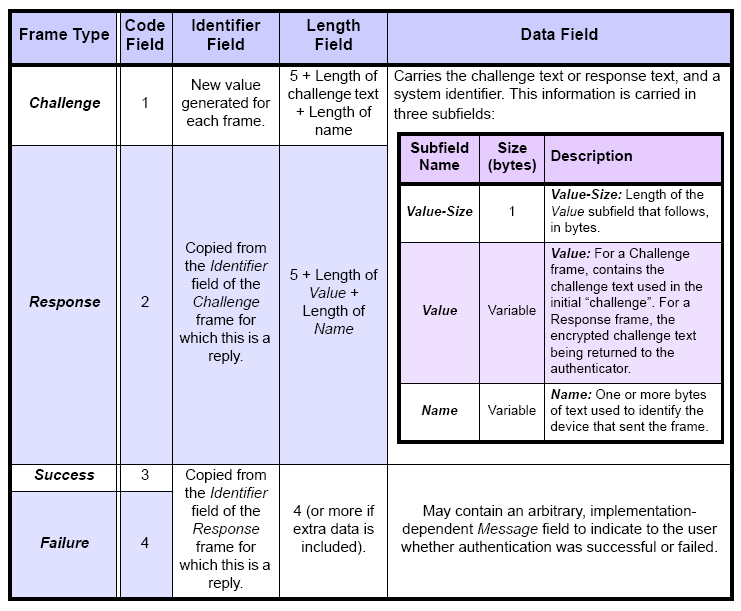 Frame Type
Code
Field
Identifier
Field
Length
Field
Data Field
Challenge
1
New value
generated for
each frame.
5 + Length of
challenge text
+ Length of
name
Carries the challenge text or response text, and a
system identifier. This information is carried in
three subfields:
Subfield
Name
Size
(bytes)
Description
Value-Size
1
Value-Size: Length of the
Value subfield that follows,
in bytes.
Value
Variable
Value: For a Challenge
frame, contains the
challenge text used in the
initial “challenge”. For a
Response frame, the
encrypted challenge text
being returned to the
authenticator.
Name
Variable
Name: One or more bytes
of text used to identify the
device that sent the frame.
Response
2
Copied from
the Identifier
field of the
Challenge
frame for
which this is a
reply.
5 + Length of
Value +
Length of
Name
Success
3
Failure
4
Copied from
the Identifier
field of the
Response
frame for
which this is a
reply.
4 (or more if
extra data is
included).
May contain an arbitrary, implementation-
dependent Message field to indicate to the user
whether authentication was successful or failed.